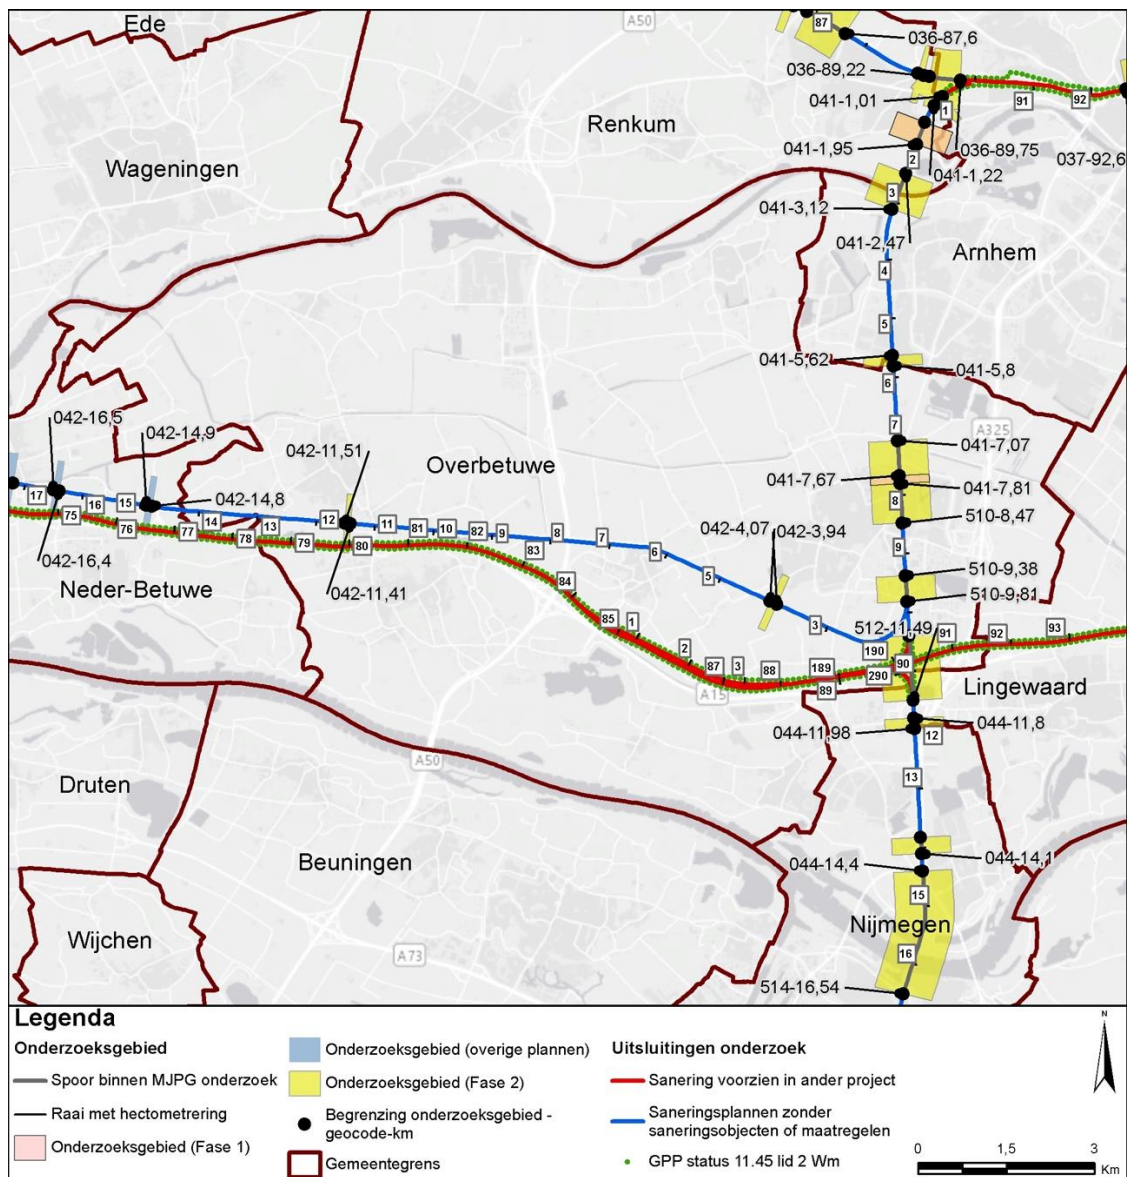 Ede
A50
87
036-87,6
036-89,22
041-1,01
1
91
92
Renkum
041-1,95
2
036-89,75
037-92,6
Wageningen
041-1,22
3
041-3,12
041-2,47
Arnhem
4
5
041-5,62
041-5,8
6
7
A325
042-16,5
042-14,9
042-11,51
Overbetuwe
041-7,07
041-7,67
041-7,81
17
16
15
042-14,8
8
75
76
77
14
13
12
11
81
10
82
9
8
7
510-8,47
78
79
80
83
6
042-4,07
042-3,94
9
042-16,4
Neder-Betuwe
042-11,41
84
5
510-9,38
510-9,81
85
1
3
512-11,49
2
190
90
91
92
93
87
3
88
189
290
89
A15
Lingewaard
044-11,98
044-11,8
12
A50
13
Druten
Beuningen
044-14,4
044-14,1
15
Nijmegen
Wijchen
A73
16
514-16,54
Legenda
Onderzoeksgebied
Spoor binnen MJPG onderzoek
Raai met hectometrering
Onderzoeksgebied (Fase 1)
Onderzoeksgebied (overige plannen)
Onderzoeksgebied (Fase 2)
Begrenzing onderzoeksgebied -
geocode-km
Gemeentegrens
Uitsluitingen onderzoek
Sanering voorzien in ander project
Saneringsplannen zonder
saneringsobjecten of maatregelen
GPP status 11.45 lid 2 Wm
N
0 1,5 3
Km